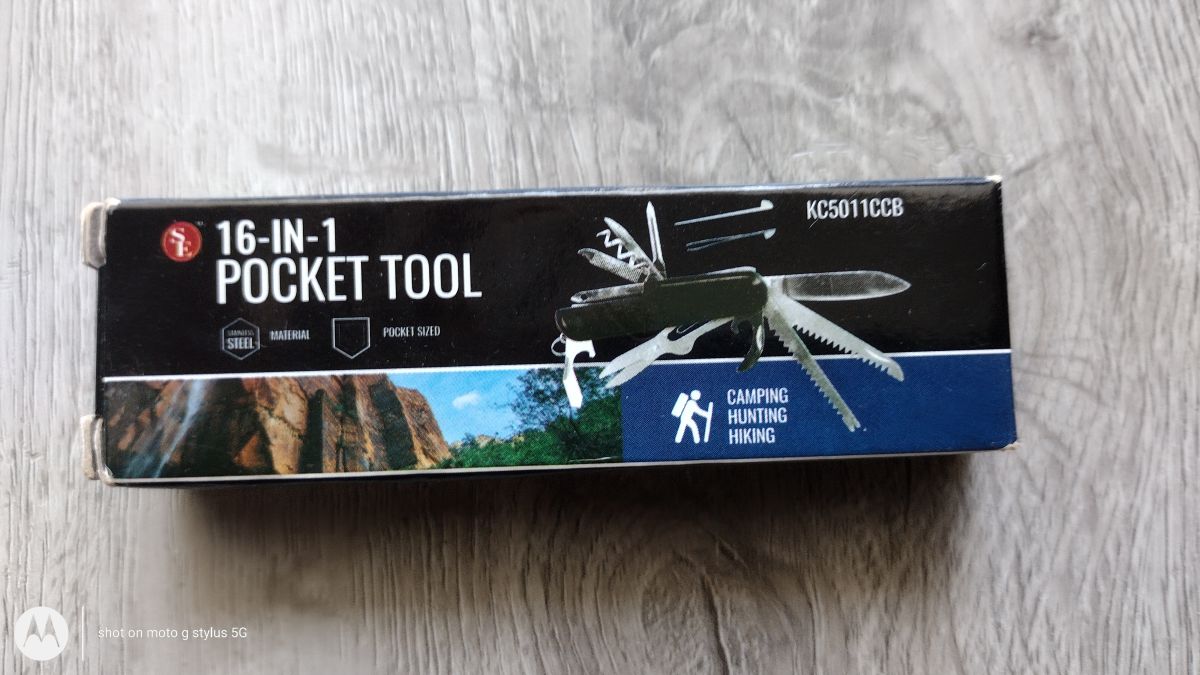 SE
16-IN-1
POCKET TOOL
STAINLESS
STEEL
MATERIAL
POCKET SIZED
KC5011CCB
CAMPING
HUNTING
HIKING
shot on moto g stylus 5G